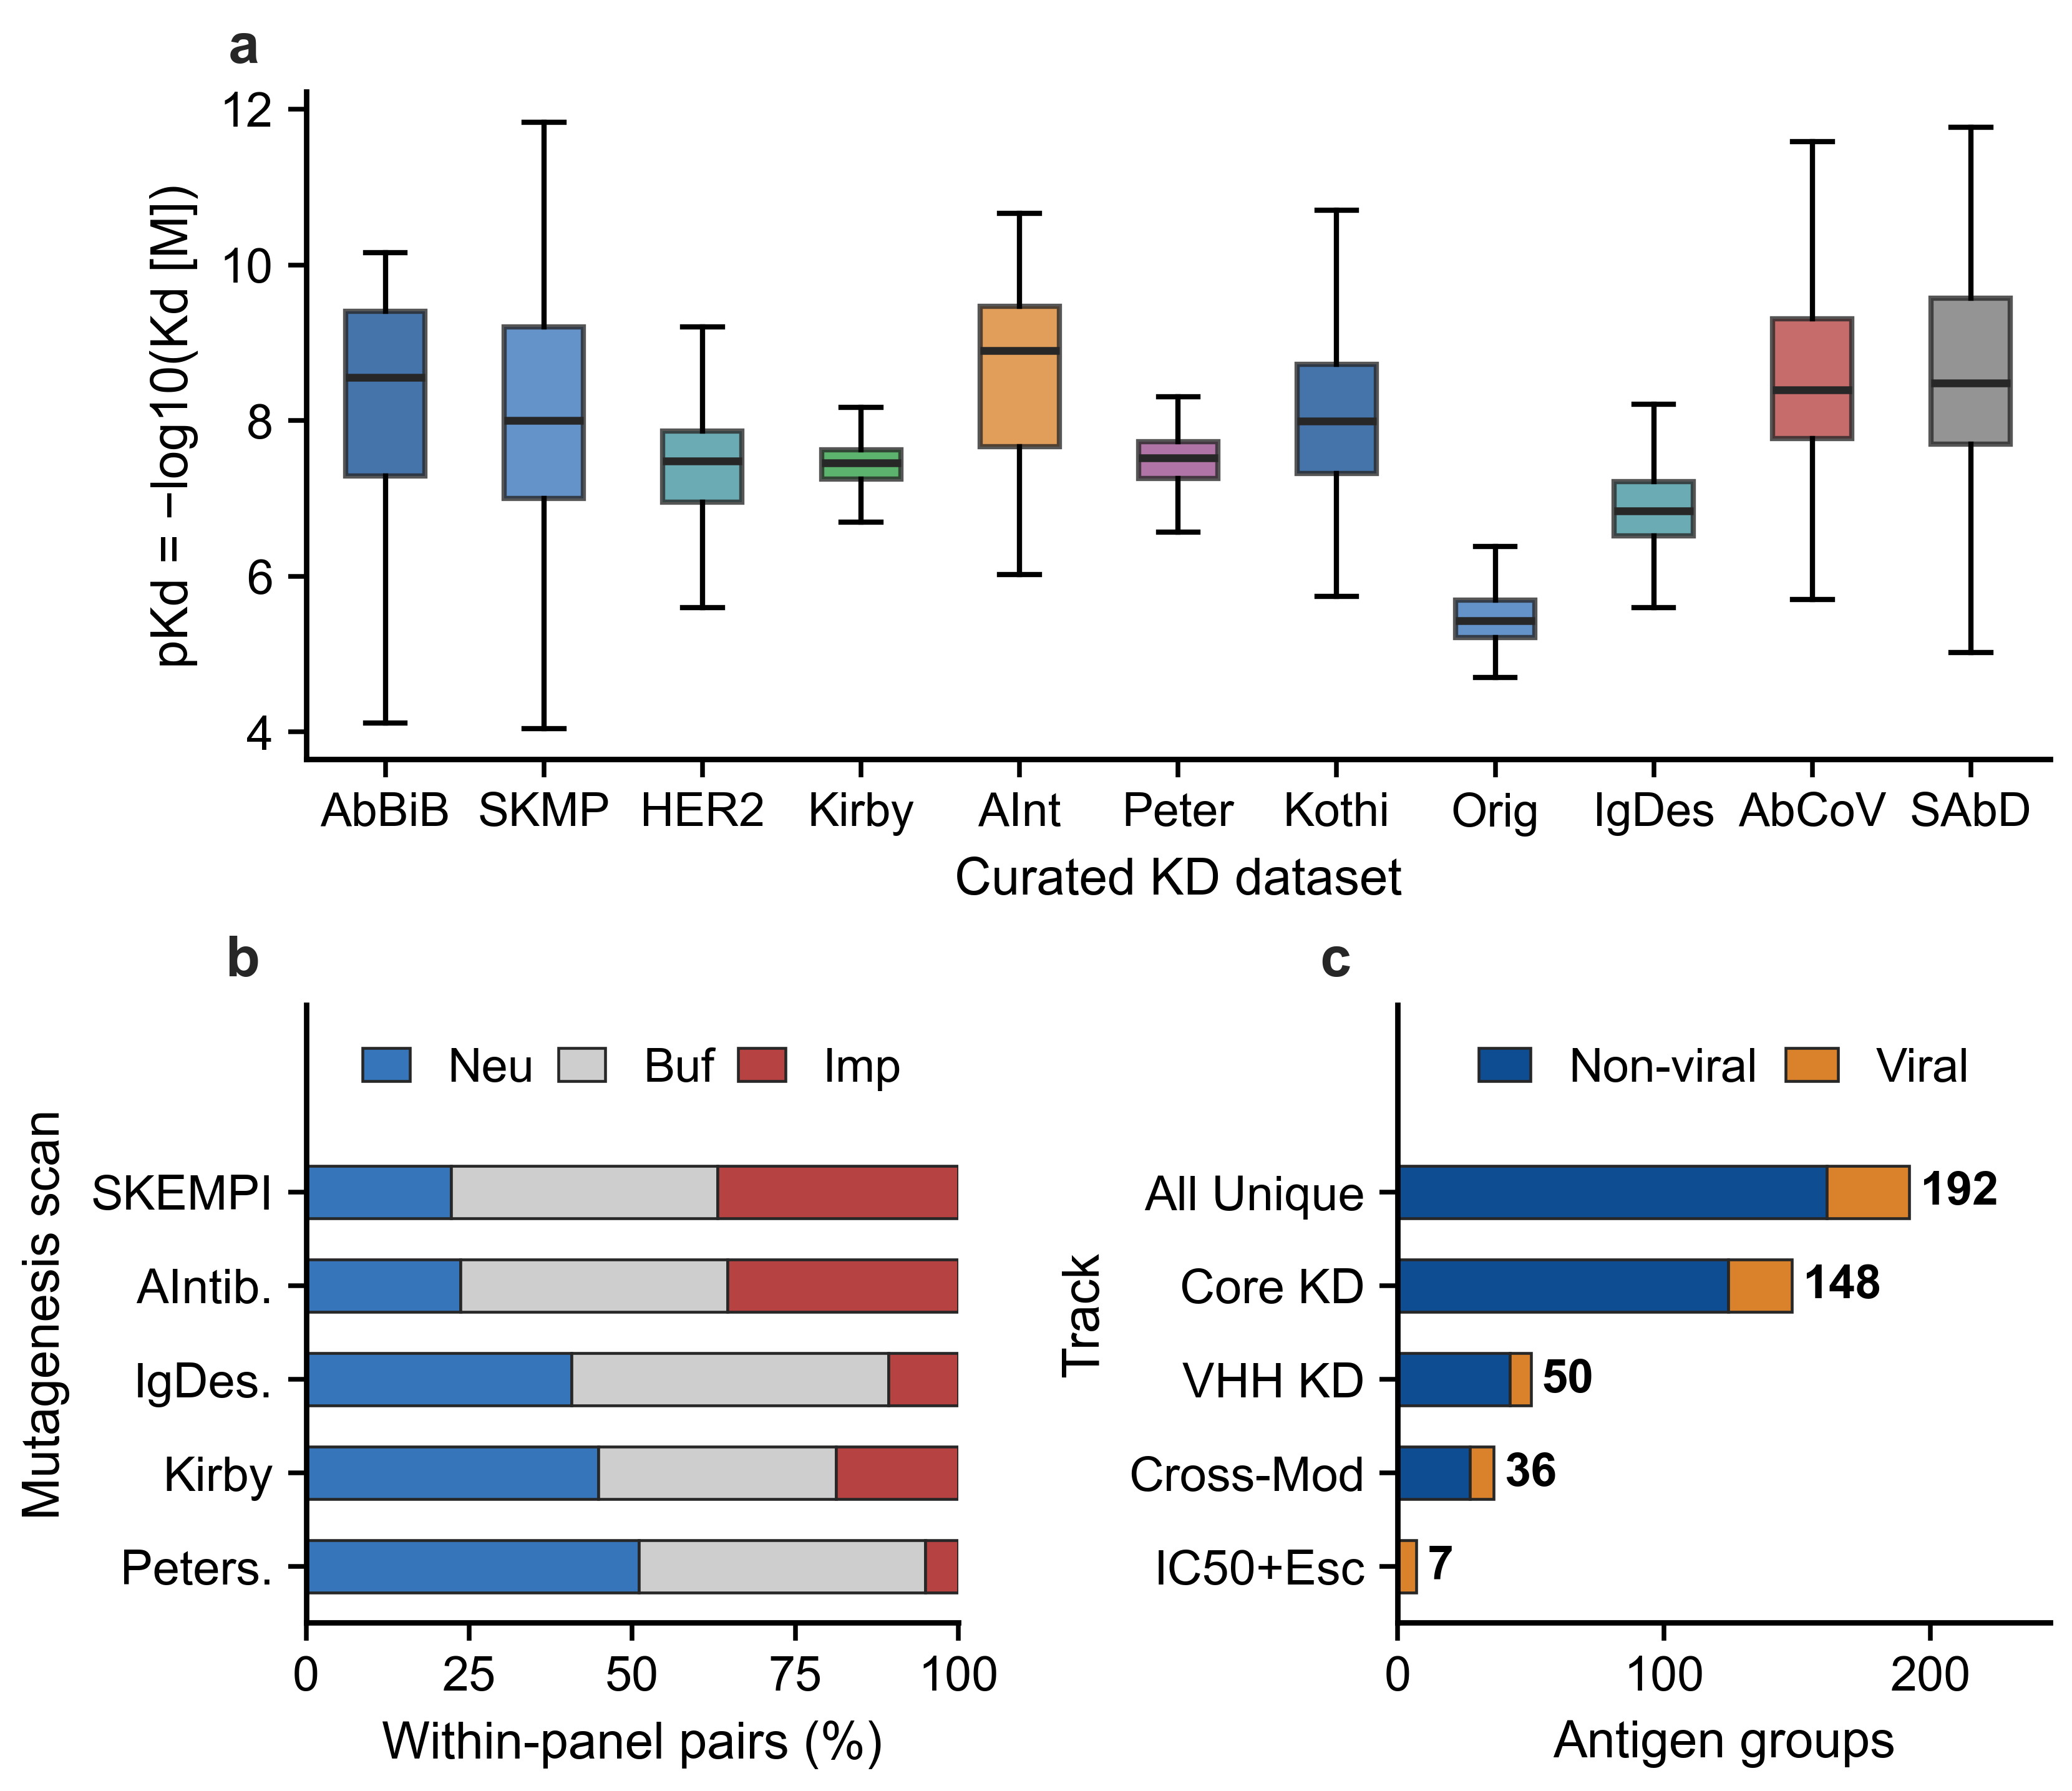 a
pKd = −log10(Kd [M])
12
10
8
6
4
AbBiB SKMP HER2 Kirby AInt Peter Kothi Orig IgDes AbCoV SAbD
Curated KD dataset
b
Neu Buf Imp
Mutagenesis scan
SKEMPI
AIntib.
IgDes.
Kirby
Peters.
0 25 50 75 100
Within-panel pairs (%)
c
Non-viral Viral
Track
All Unique 192
Core KD 148
VHH KD 50
Cross-Mod 36
IC50+Esc 7
0 100 200
Antigen groups